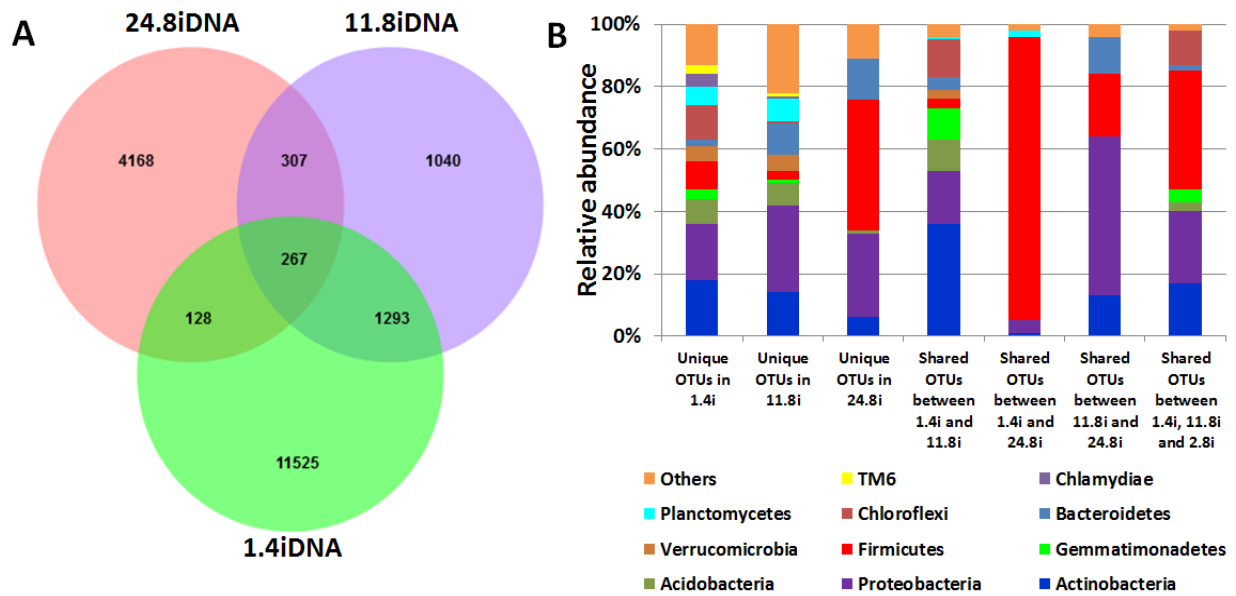 A
24.8iDNA
11.8iDNA
4168
307
1040
267
128
1293
11525
1.4iDNA
B
Relative abundance
100%
80%
60%
40%
20%
0%
Unique
OTUs in
1.4i
Unique
OTUs in
11.8i
Unique
OTUs in
24.8i
Shared
OTUs
between
1.4i and
11.8i
Shared
OTUs
between
1.4i and
24.8i
Shared
OTUs
between
11.8i and
24.8i
Shared
OTUs
between
1.4i, 11.8i
and 2.8i
Others
TM6
Chlamydiae
Planctomycetes
Chloroflexi
Bacteroidetes
Verrucomicrobia
Firmicutes
Gemmatimonadetes
Acidobacteria
Proteobacteria
Actinobacteria